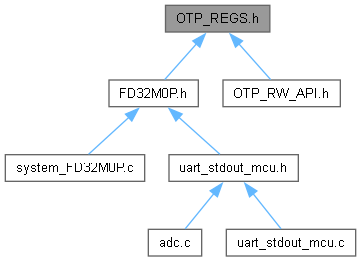 OTP_REGS.h
FD32M0P.h
OTP_RW_API.h
system_FD32M0P.c
uart_stdout_mcu.h
adc.c
uart_stdout_mcu.c